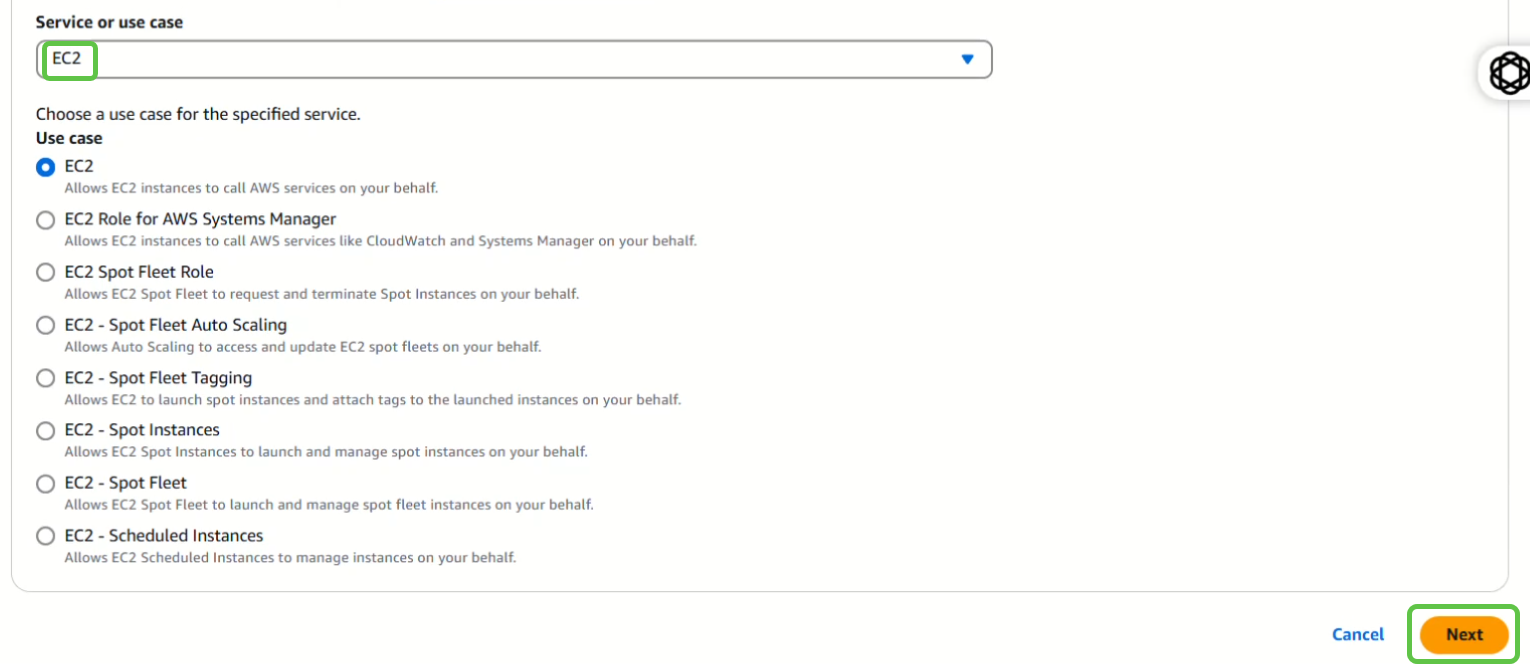 Service or use case
EC2
Choose a use case for the specified service.
Use case
EC2
Allows EC2 instances to call AWS services on your behalf.
EC2 Role for AWS Systems Manager
Allows EC2 instances to call AWS services like CloudWatch and Systems Manager on your behalf.
EC2 Spot Fleet Role
Allows EC2 Spot Fleet to request and terminate Spot Instances on your behalf.
EC2 - Spot Fleet Auto Scaling
Allows Auto Scaling to access and update EC2 spot fleets on your behalf.
EC2 - Spot Fleet Tagging
Allows EC2 to launch spot instances and attach tags to the launched instances on your behalf.
EC2 - Spot Instances
Allows EC2 Spot Instances to launch and manage spot instances on your behalf.
EC2 - Spot Fleet
Allows EC2 Spot Fleet to launch and manage spot fleet instances on your behalf.
EC2 - Scheduled Instances
Allows EC2 Scheduled Instances to manage instances on your behalf.
Cancel Next